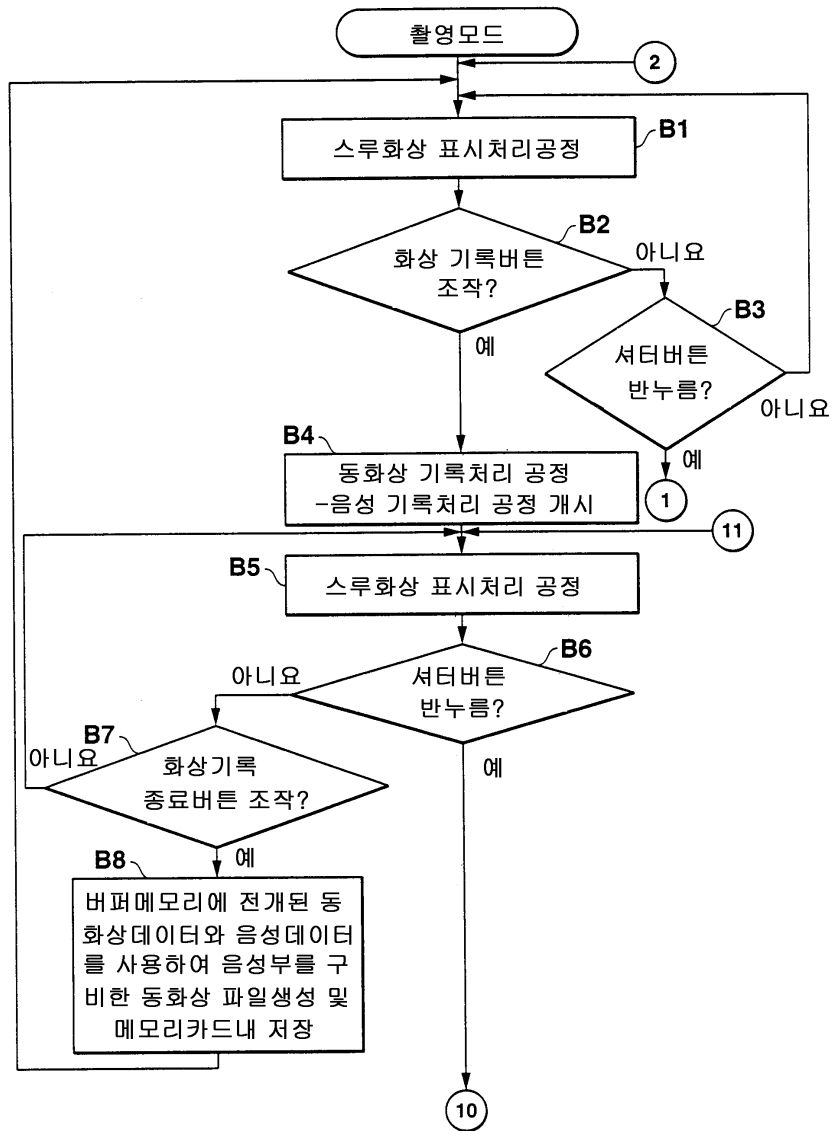 촬영모드
2
B1
스루화상 표시처리공정
B2
화상 기록버튼
조작?
아니요
예
B3
셔터버튼
반누름?
아니요
예
1
B4
동화상 기록처리 공정
-음성 기록처리 공정 개시
11
B5
스루화상 표시처리 공정
B6
셔터버튼
반누름?
아니요
예
B7
화상기록
종료버튼 조작?
아니요
예
B8
버퍼메모리에 전개된 동
화상데이터와 음성데이터
를 사용하여 음성부를 구
비한 동화상 파일생성 및
메모리카드내 저장
10